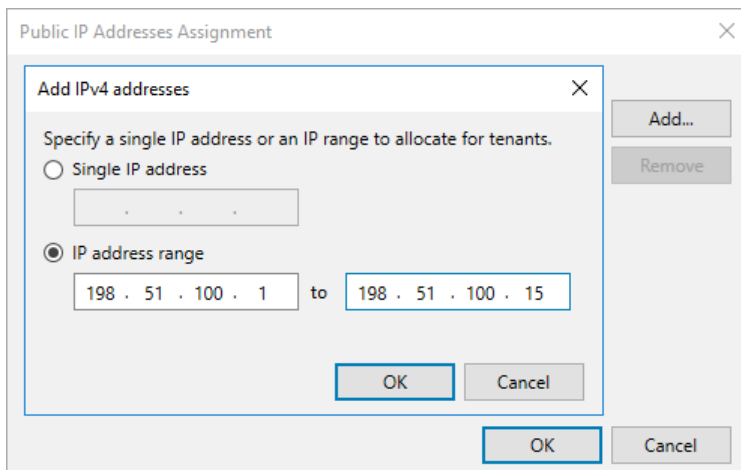 Public IP Addresses Assignment
Add IPv4 addresses
Add...
Specify a single IP address or an IP range to allocate for tenants.
Remove
Single IP address
. . .
IP address range
198 . 51 . 100 . 1 to 198 . 51 . 100 . 15
OK Cancel
OK Cancel